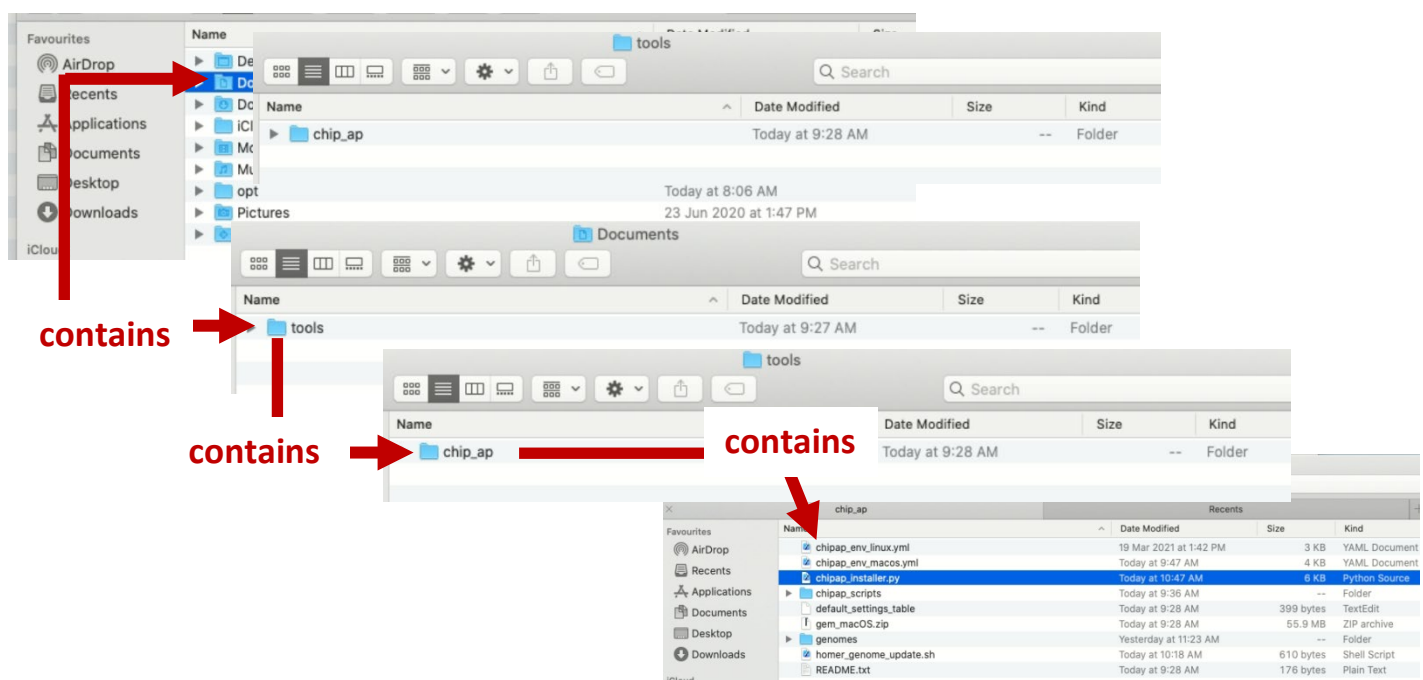 Favourites
AirDrop
Recents
Applications
Documents
Desktop
Downloads
Name
De
Do
Do
iCl
Mo
Mu
opt
Today at 8:06 AM
Pictures
23 Jun 2020 at 1:47 PM
tools
Search
Name
Date Modified
Size
Kind
chip_ap
Today at 9:28 AM
--
Folder
contains
Documents
Search
Name
Date Modified
Size
Kind
tools
Today at 9:27 AM
--
Folder
contains
tools
Search
Name
Date Modified
Size
Kind
chip_ap
Today at 9:28 AM
--
Folder
contains
chip_ap
Recents
Favourites
AirDrop
Recents
Applications
Documents
Desktop
Downloads
Name
Date Modified
Size
Kind
chipap_env_linux.yml
19 Mar 2021 at 1:42 PM
3 KB
YAML Document
chipap_env_macos.yml
Today at 9:47 AM
4 KB
YAML Document
chipap_installer.py
Today at 10:47 AM
6 KB
Python Source
chipap_scripts
Today at 9:36 AM
--
Folder
default_settings_table
Today at 9:28 AM
399 bytes
TextEdit
gem_macOS.zip
Today at 9:28 AM
55.9 MB
ZIP archive
genomes
Yesterday at 11:23 AM
--
Folder
homer_genome_update.sh
Today at 10:18 AM
610 bytes
Shell Script
README.txt
Today at 9:28 AM
176 bytes
Plain Text